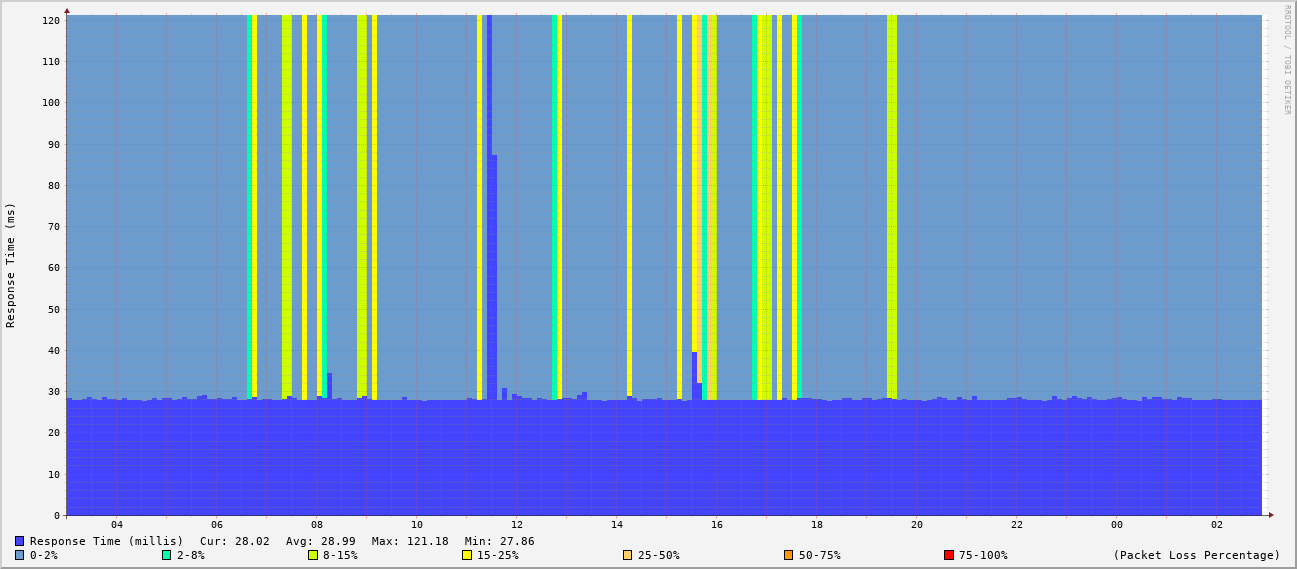 RRDTOOL / TOBI OETIKER
Response Time (ms)
120
110
100
90
80
70
60
50
40
30
20
10
0
04 06 08 10 12 14 16 18 20 22 00 02
Response Time (millis) Cur: 28.02 Avg: 28.99 Max: 121.18 Min: 27.86
0-2% 2-8% 8-15% 15-25% 25-50% 50-75% 75-100% (Packet Loss Percentage)